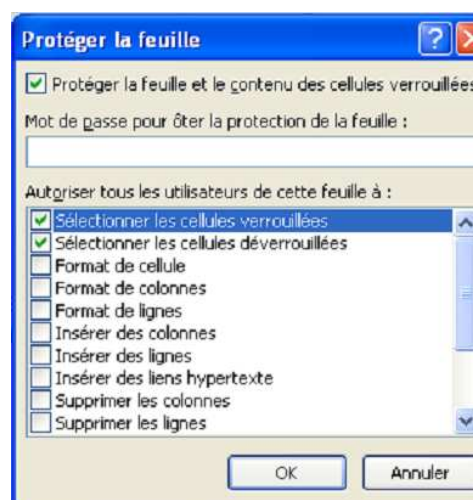 Protéger la feuille
Protéger la feuille et le contenu des cellules verrouillées
Mot de passe pour ôter la protection de la feuille :
Autoriser tous les utilisateurs de cette feuille à :
Sélectionner les cellules verrouillées
Sélectionner les cellules déverrouillées
Format de cellule
Format de colonnes
Format de lignes
Insérer des colonnes
Insérer des lignes
Insérer des liens hypertexte
Supprimer les colonnes
Supprimer les lignes
OK Annuler